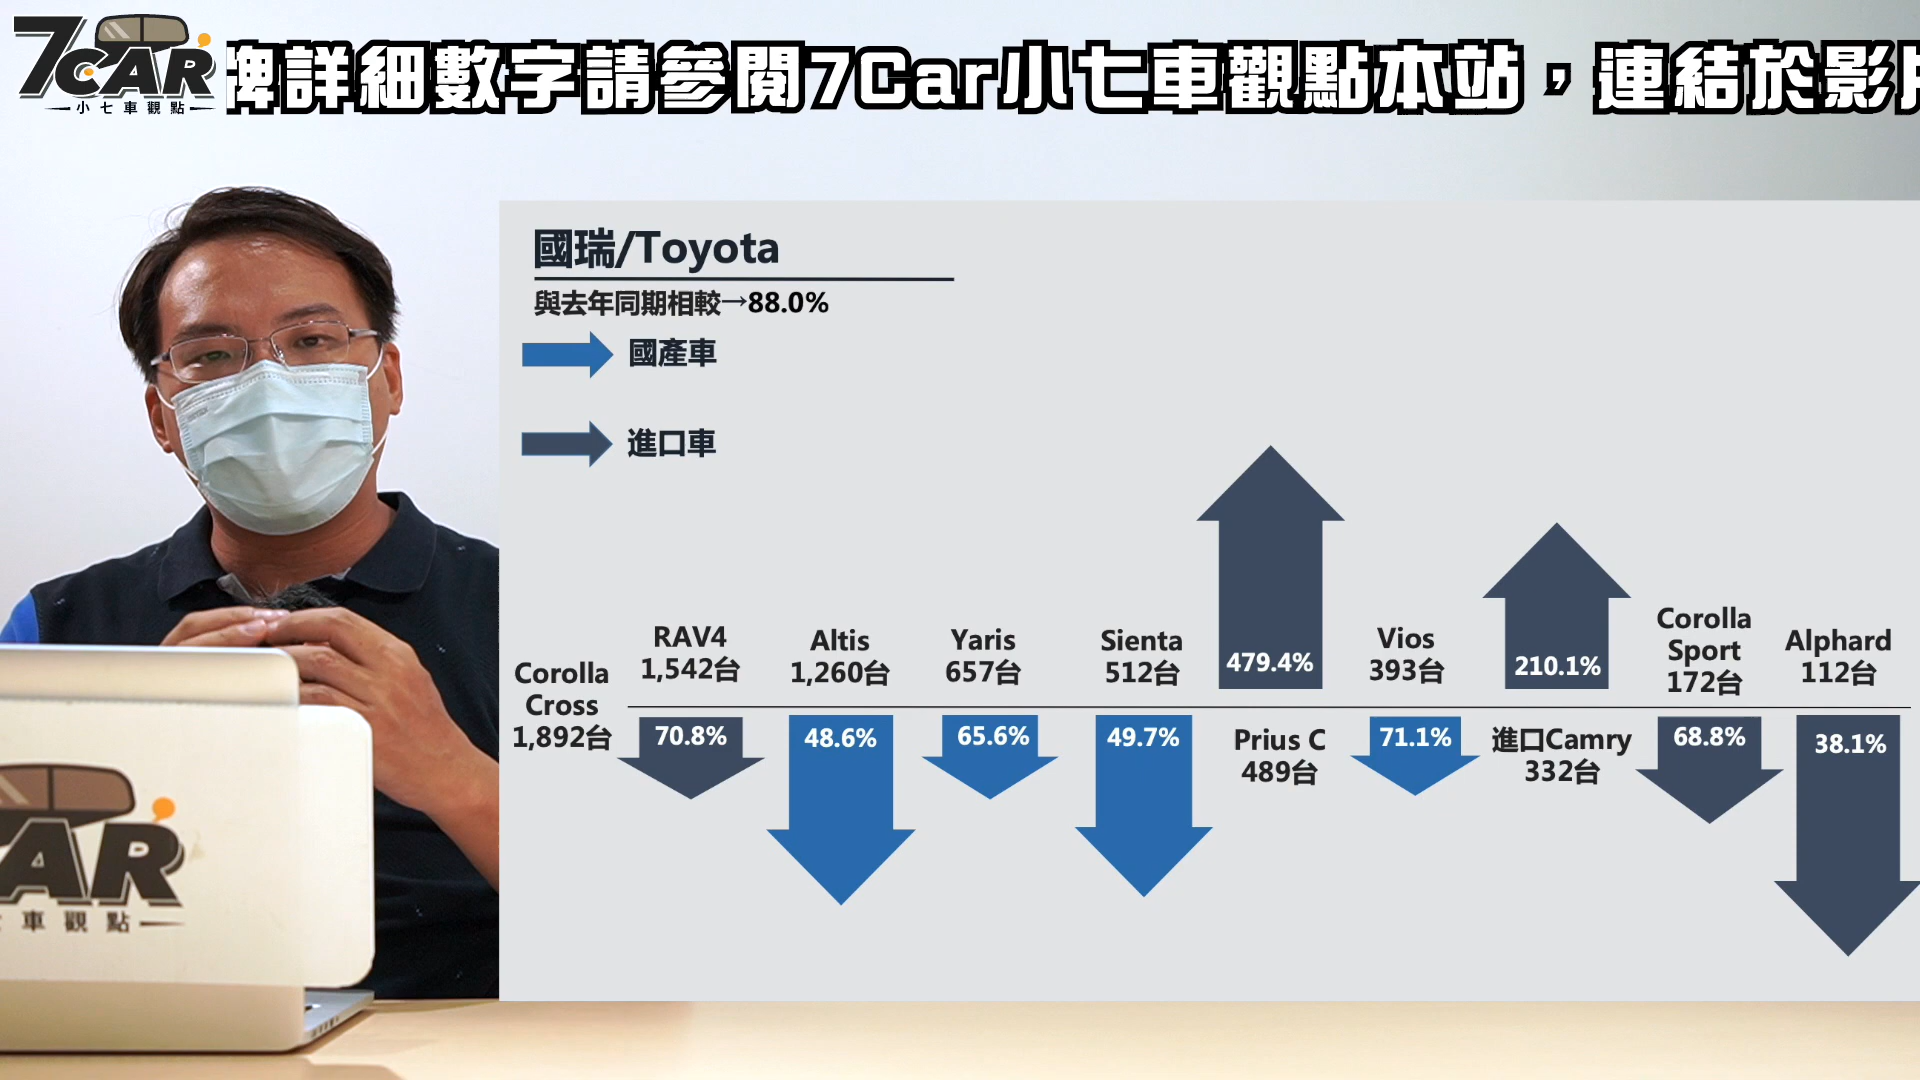 7CAR
小七車觀點
牌詳細數字請參閱7Car小七車觀點本站，連結於影片
國瑞/Toyota
與去年同期相較→88.0%
國產車
進口車
Corolla
Cross
1,892台
RAV4
1,542台
70.8%
Altis
1,260台
48.6%
Yaris
657台
65.6%
Sienta
512台
49.7%
479.4%
Prius C
489台
Vios
393台
71.1%
210.1%
進口Camry
332台
Corolla
Sport
172台
68.8%
Alphard
112台
38.1%
CAR
七車觀點